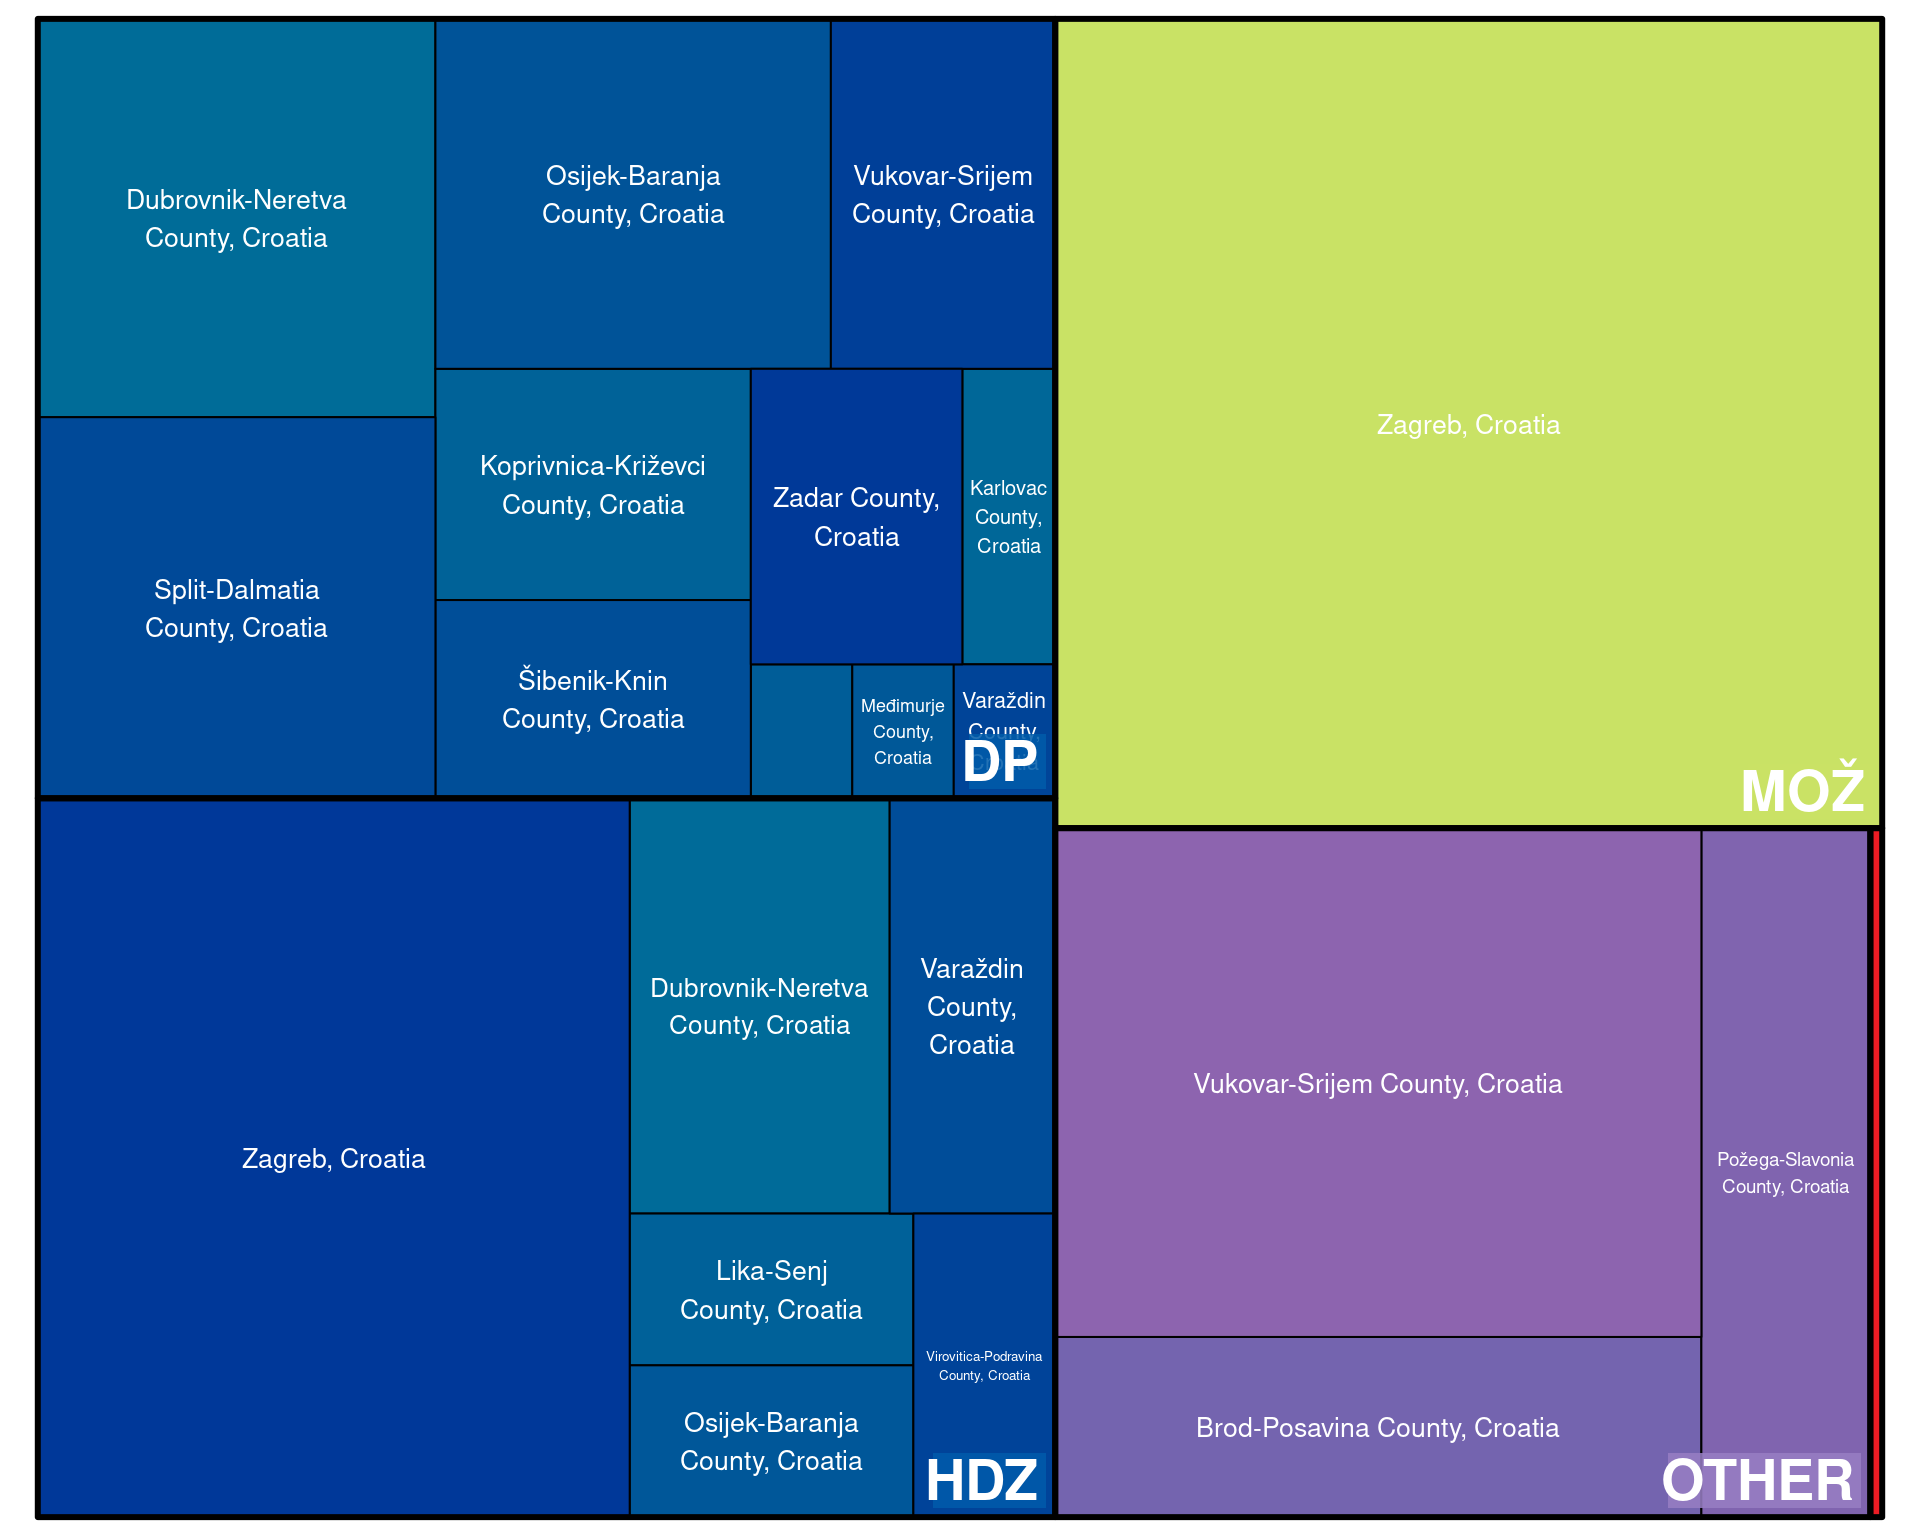 Dubrovnik-Neretva
County, Croatia
Osijek-Baranja
County, Croatia
Vukovar-Srijem
County, Croatia
Split-Dalmatia
County, Croatia
Koprivnica-Križevci
County, Croatia
Šibenik-Knin
County, Croatia
Zadar County,
Croatia
Karlovac
County,
Croatia
Međimurje
County,
Croatia
Varaždin
County,
Croatia
DP
Zagreb, Croatia
MOŽ
Zagreb, Croatia
Dubrovnik-Neretva
County, Croatia
Varaždin
County,
Croatia
Lika-Senj
County, Croatia
Osijek-Baranja
County, Croatia
Virovitica-Podravina
County, Croatia
HDZ
Vukovar-Srijem County, Croatia
Požega-Slavonia
County, Croatia
Brod-Posavina County, Croatia
OTHER